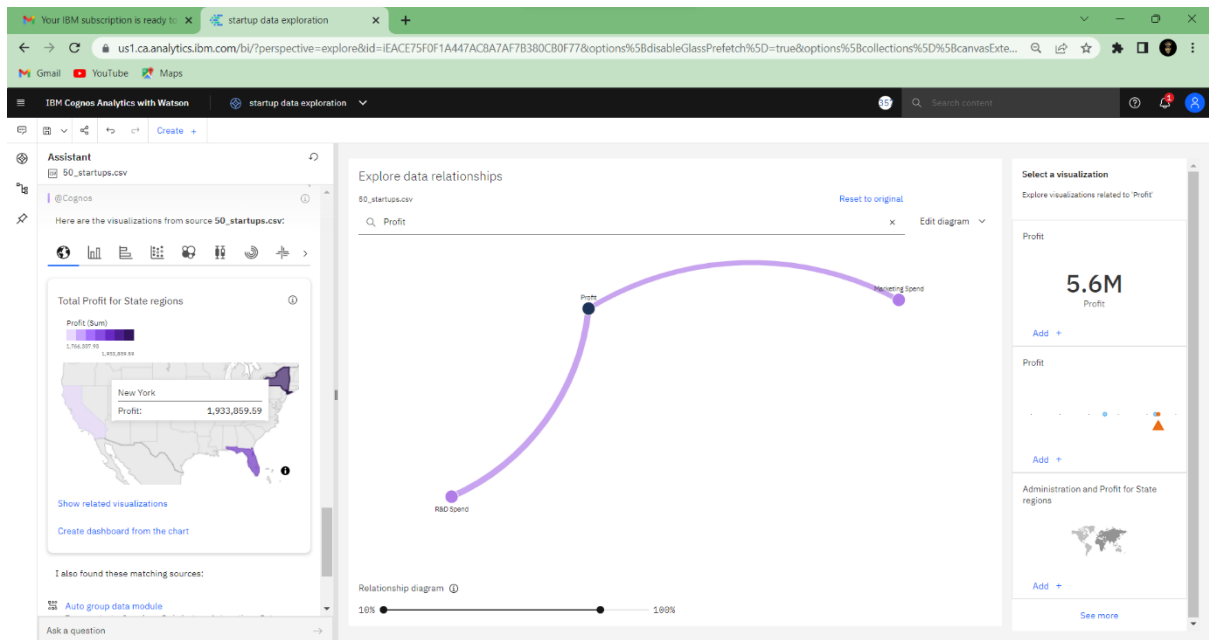 Your IBM subscription is ready to
startup data exploration
us1.ca.analytics.ibm.com/bi/?perspective=explore&id=iEACE75F0F1A447AC8A7AF7B380CB0F77&options%5BdisableGlassPrefetch%5D=true&options%5Bcollections%5D%5BcanvasExte...
Gmail YouTube Maps
IBM Cognos Analytics with Watson
startup data exploration
Search content
1
Create +
Assistant
50_startups.csv
@Cognos
Here are the visualizations from source 50_startups.csv:
Total Profit for State regions
Profit (Sum)
1,933,859.59
New York
Profit: 1,933,859.59
Show related visualizations
Create dashboard from the chart
I also found these matching sources:
Auto group data module
Ask a question
Explore data relationships
50_startups.csv
Reset to original
Profit
Edit diagram
Profit
Marketing Spend
R&D Spend
Relationship diagram
10%
100%
Select a visualization
Explore visualizations related to 'Profit'
Profit
5.6M
Profit
Add +
Profit
Add +
Administration and Profit for State
regions
Add +
See more